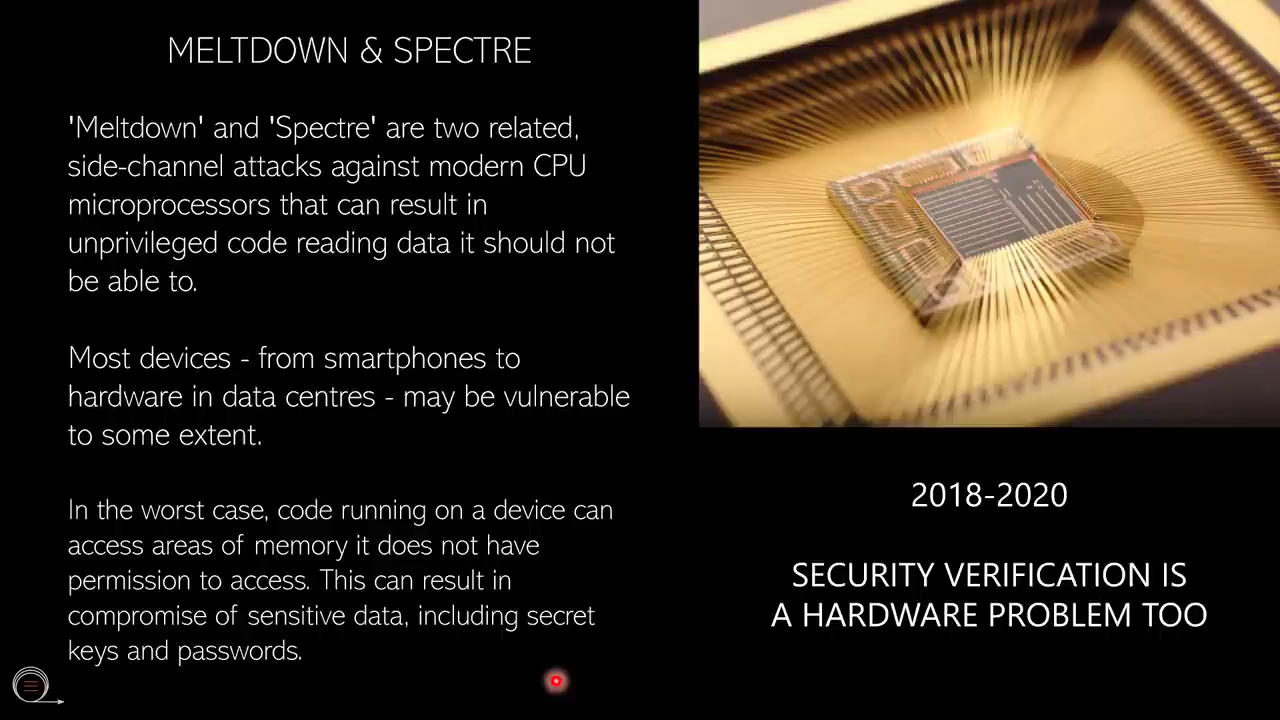 MELTDOWN & SPECTRE
'Meltdown' and 'Spectre' are two related,
side-channel attacks against modern CPU
microprocessors that can result in
unprivileged code reading data it should not
be able to.
Most devices - from smartphones to
hardware in data centres - may be vulnerable
to some extent.
In the worst case, code running on a device can
access areas of memory it does not have
permission to access. This can result in
compromise of sensitive data, including secret
keys and passwords.
2018-2020
SECURITY VERIFICATION IS
A HARDWARE PROBLEM TOO